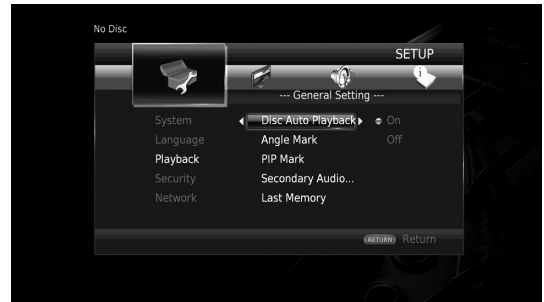 No Disc
SETUP
--- General Setting ---
System
Disc Auto Playback
On
Language
Angle Mark
Off
Playback
PIP Mark
Security
Secondary Audio...
Network
Last Memory
RETURN Return